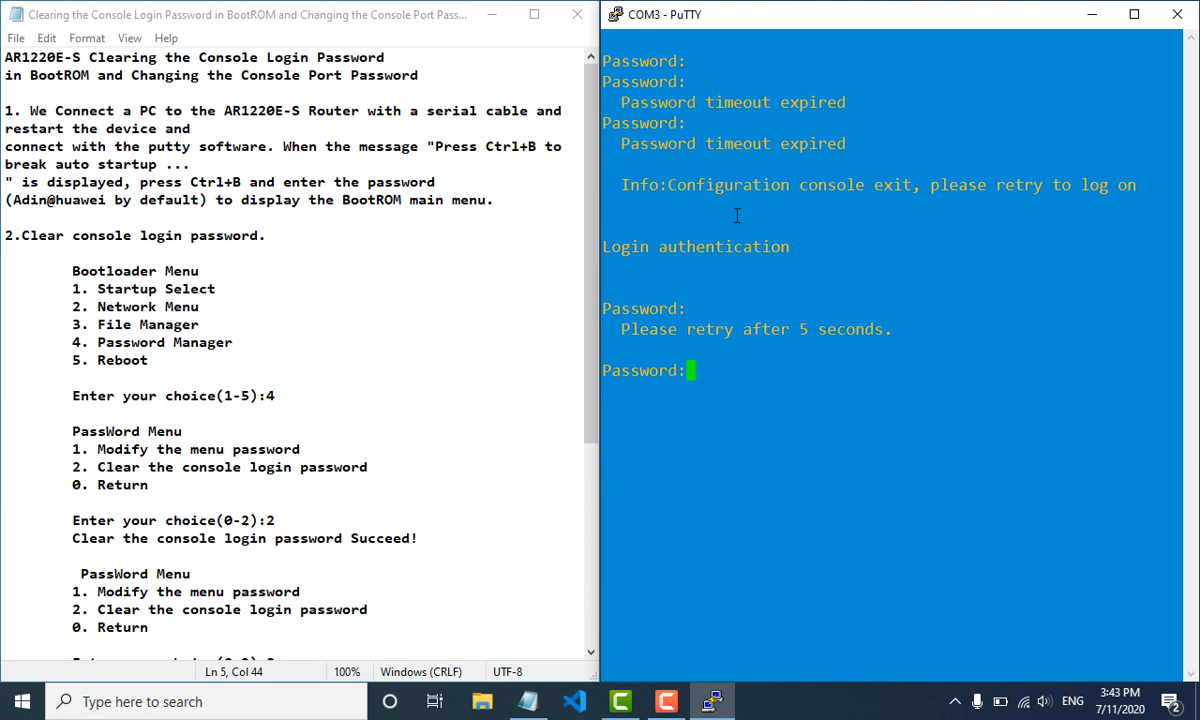 Clearing the Console Login Password in BootROM and Changing the Console Port Pass...
File Edit Format View Help
AR1220E-S Clearing the Console Login Password
in BootROM and Changing the Console Port Password
1. We Connect a PC to the AR1220E-S Router with a serial cable and
restart the device and
connect with the putty software. When the message "Press Ctrl+B to
break auto startup ...
" is displayed, press Ctrl+B and enter the password
(Adin@huawei by default) to display the BootROM main menu.
2.Clear console login password.
Bootloader Menu
1. Startup Select
2. Network Menu
3. File Manager
4. Password Manager
5. Reboot
Enter your choice(1-5):4
PassWord Menu
1. Modify the menu password
2. Clear the console login password
0. Return
Enter your choice(0-2):2
Clear the console login password Succeed!
PassWord Menu
1. Modify the menu password
2. Clear the console login password
0. Return
Ln 5, Col 44 100% Windows (CRLF) UTF-8
COM3 - PuTTY
Password:
Password:
Password timeout expired
Password:
Password timeout expired
Info:Configuration console exit, please retry to log on
Login authentication
Password:
Please retry after 5 seconds.
Password:
Type here to search
ENG
3:43 PM
7/11/2020
2